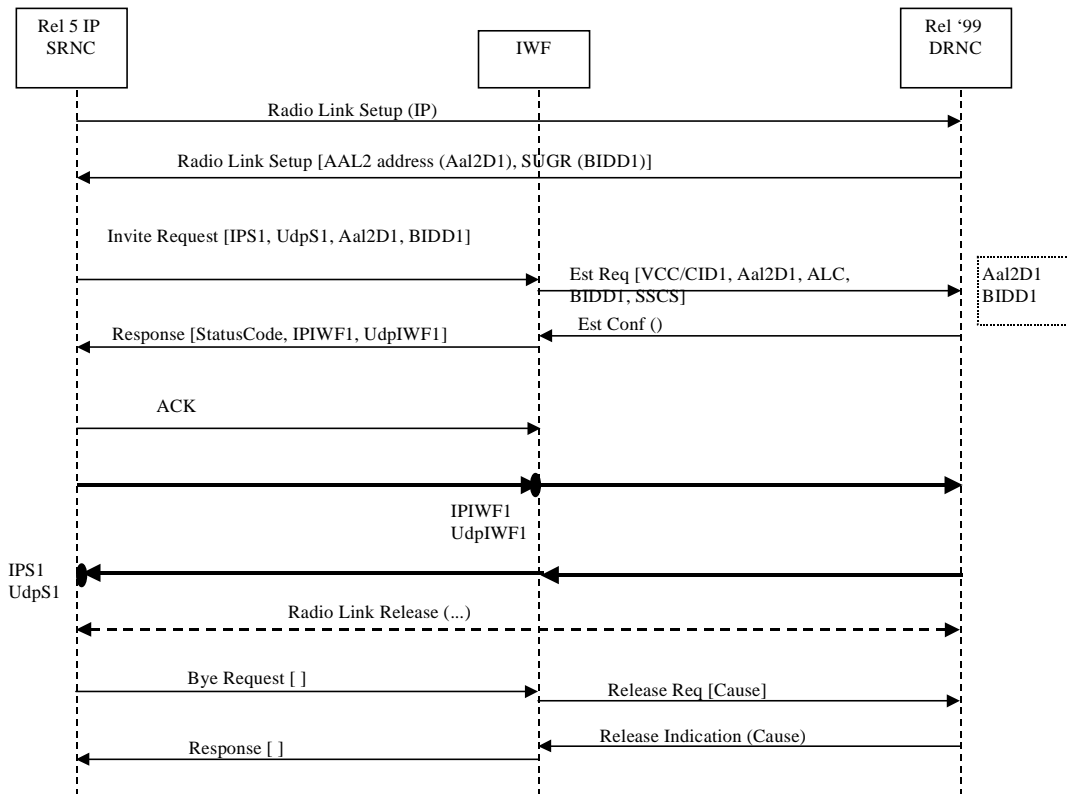 Rel 5 IP
SRNC
IWF
Rel ‘99
DRNC
Radio Link Setup (IP)
Radio Link Setup [AAL2 address (Aal2D1), SUGR (BIDD1)]
Invite Request [IPS1, UdpS1, Aal2D1, BIDD1]
Est Req [VCC/CID1, Aal2D1, ALC,
BIDD1, SSCS]
Aal2D1
BIDD1
Est Conf ()
Response [StatusCode, IPIWF1, UdpIWF1]
ACK
IPIWF1
UdpIWF1
IPS1
UdpS1
Radio Link Release (...)
Bye Request [ ]
Release Req [Cause]
Release Indication (Cause)
Response [ ]